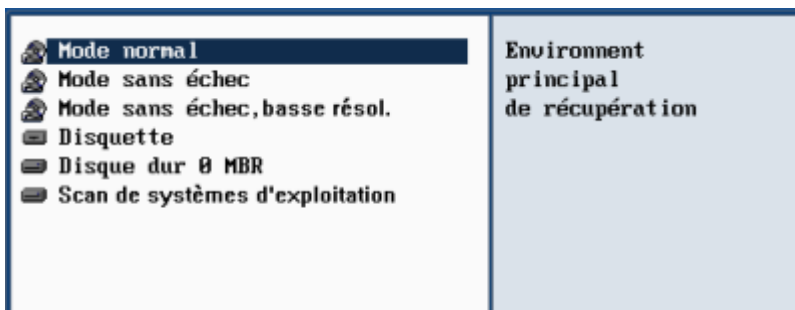 Mode normal
Mode sans échec
Mode sans échec,basse résol.
Disquette
Disque dur 0 MBR
Scan de systèmes d'exploitation
Environnent
principal
de récupération